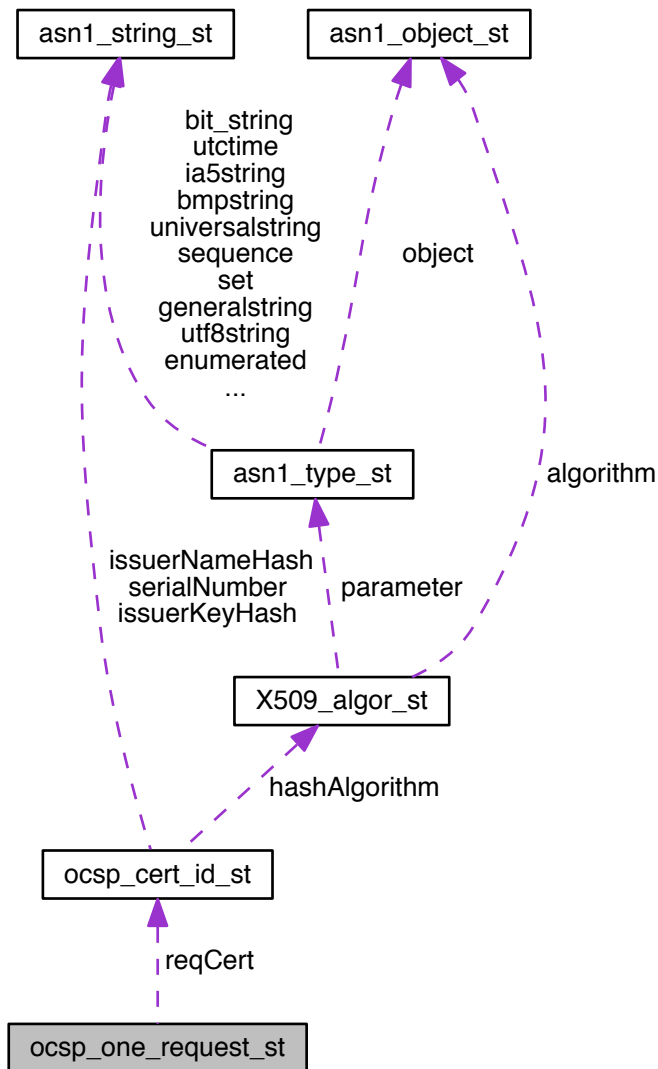 asn1_string_st
asn1_object_st
bit_string
utctime
ia5string
bmpstring
universalstring
sequence
set
generalstring
utf8string
enumerated
...
object
asn1_type_st
algorithm
issuerNameHash
serialNumber
issuerKeyHash
parameter
X509_algor_st
hashAlgorithm
ocsp_cert_id_st
reqCert
ocsp_one_request_st